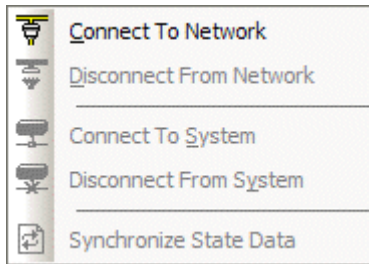 Connect To Network
Disconnect From Network
Connect To System
Disconnect From System
Synchronize State Data